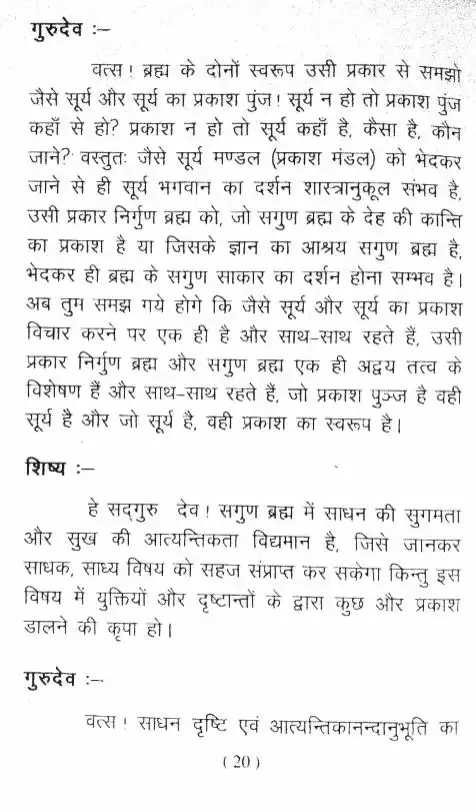 गुरुदेव :–
वत्स! ब्रह्म के दोनों स्वरूप उसी प्रकार से समझो
जैसे सूर्य और सूर्य का प्रकाश पुंज! सूर्य न हो तो प्रकाश पुंज
कहाँ से हो? प्रकाश न हो तो सूर्य कहाँ है, कैसा है, कौन
जाने? वस्तुतः जैसे सूर्य मण्डल (प्रकाश मंडल) को भेदकर
जाने से ही सूर्य भगवान का दर्शन शास्त्रानुकूल संभव है,
उसी प्रकार निर्गुण ब्रह्म को, जो सगुण ब्रह्म के देह की कान्ति
का प्रकाश है या जिसके ज्ञान का आश्रय सगुण ब्रह्म है,
भेदकर ही ब्रह्म के सगुण साकार का दर्शन होना सम्भव है।
अब तुम समझ गये होगे कि जैसे सूर्य और सूर्य का प्रकाश
विचार करने पर एक ही है और साथ–साथ रहते हैं, उसी
प्रकार निर्गुण ब्रह्म और सगुण ब्रह्म एक ही अद्वय तत्व के
विशेषण हैं और साथ–साथ रहते हैं, जो प्रकाश पुञ्ज है वही
सूर्य है और जो सूर्य है, वही प्रकाश का स्वरूप है।
शिष्य :–
हे सद्गुरु देव! सगुण ब्रह्म में साधन की सुगमता
और सुख की आत्यन्तिकता विद्यमान है, जिसे जानकर
साधक, साध्य विषय को सहज संप्राप्त कर सकेगा किन्तु इस
विषय में युक्तियों और दृष्टान्तों के द्वारा कुछ और प्रकाश
डालने की कृपा हो।
गुरुदेव :–
वत्स! साधन दृष्टि एवं आत्यन्तिकानन्दानुभूति का
( 20 )